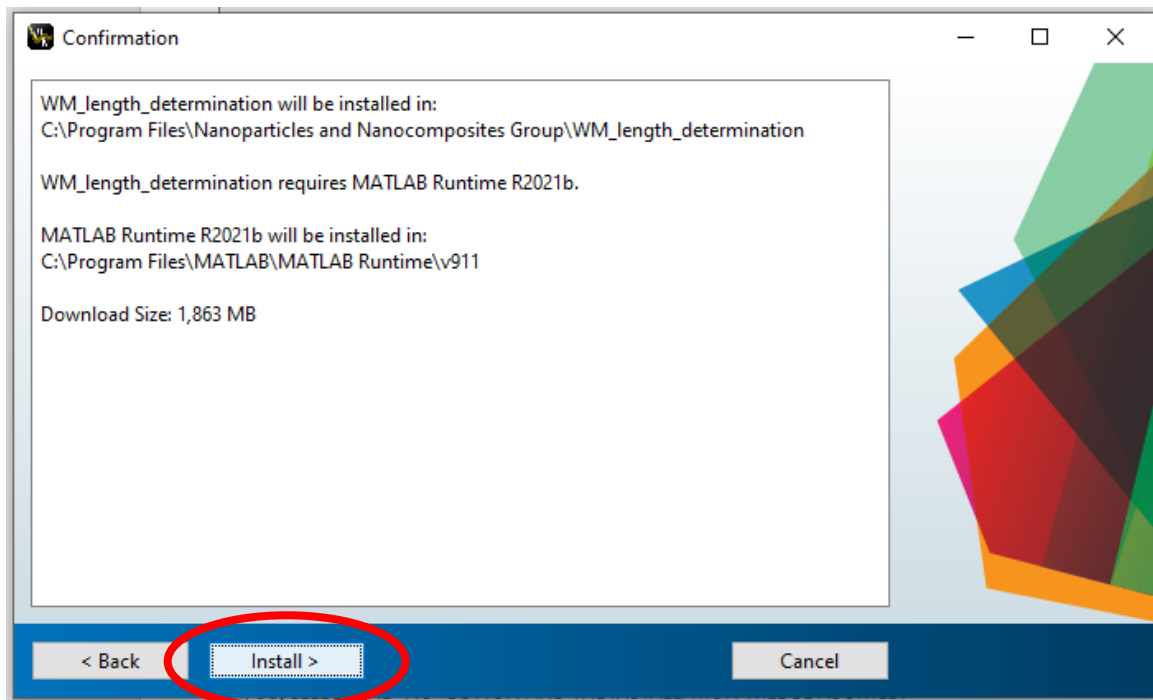 Confirmation
WM_length_determination will be installed in:
C:\Program Files\Nanoparticles and Nanocomposites Group\WM_length_determination
WM_length_determination requires MATLAB Runtime R2021b.
MATLAB Runtime R2021b will be installed in:
C:\Program Files\MATLAB\MATLAB Runtime\v911
Download Size: 1,863 MB
< Back
Install >
Cancel